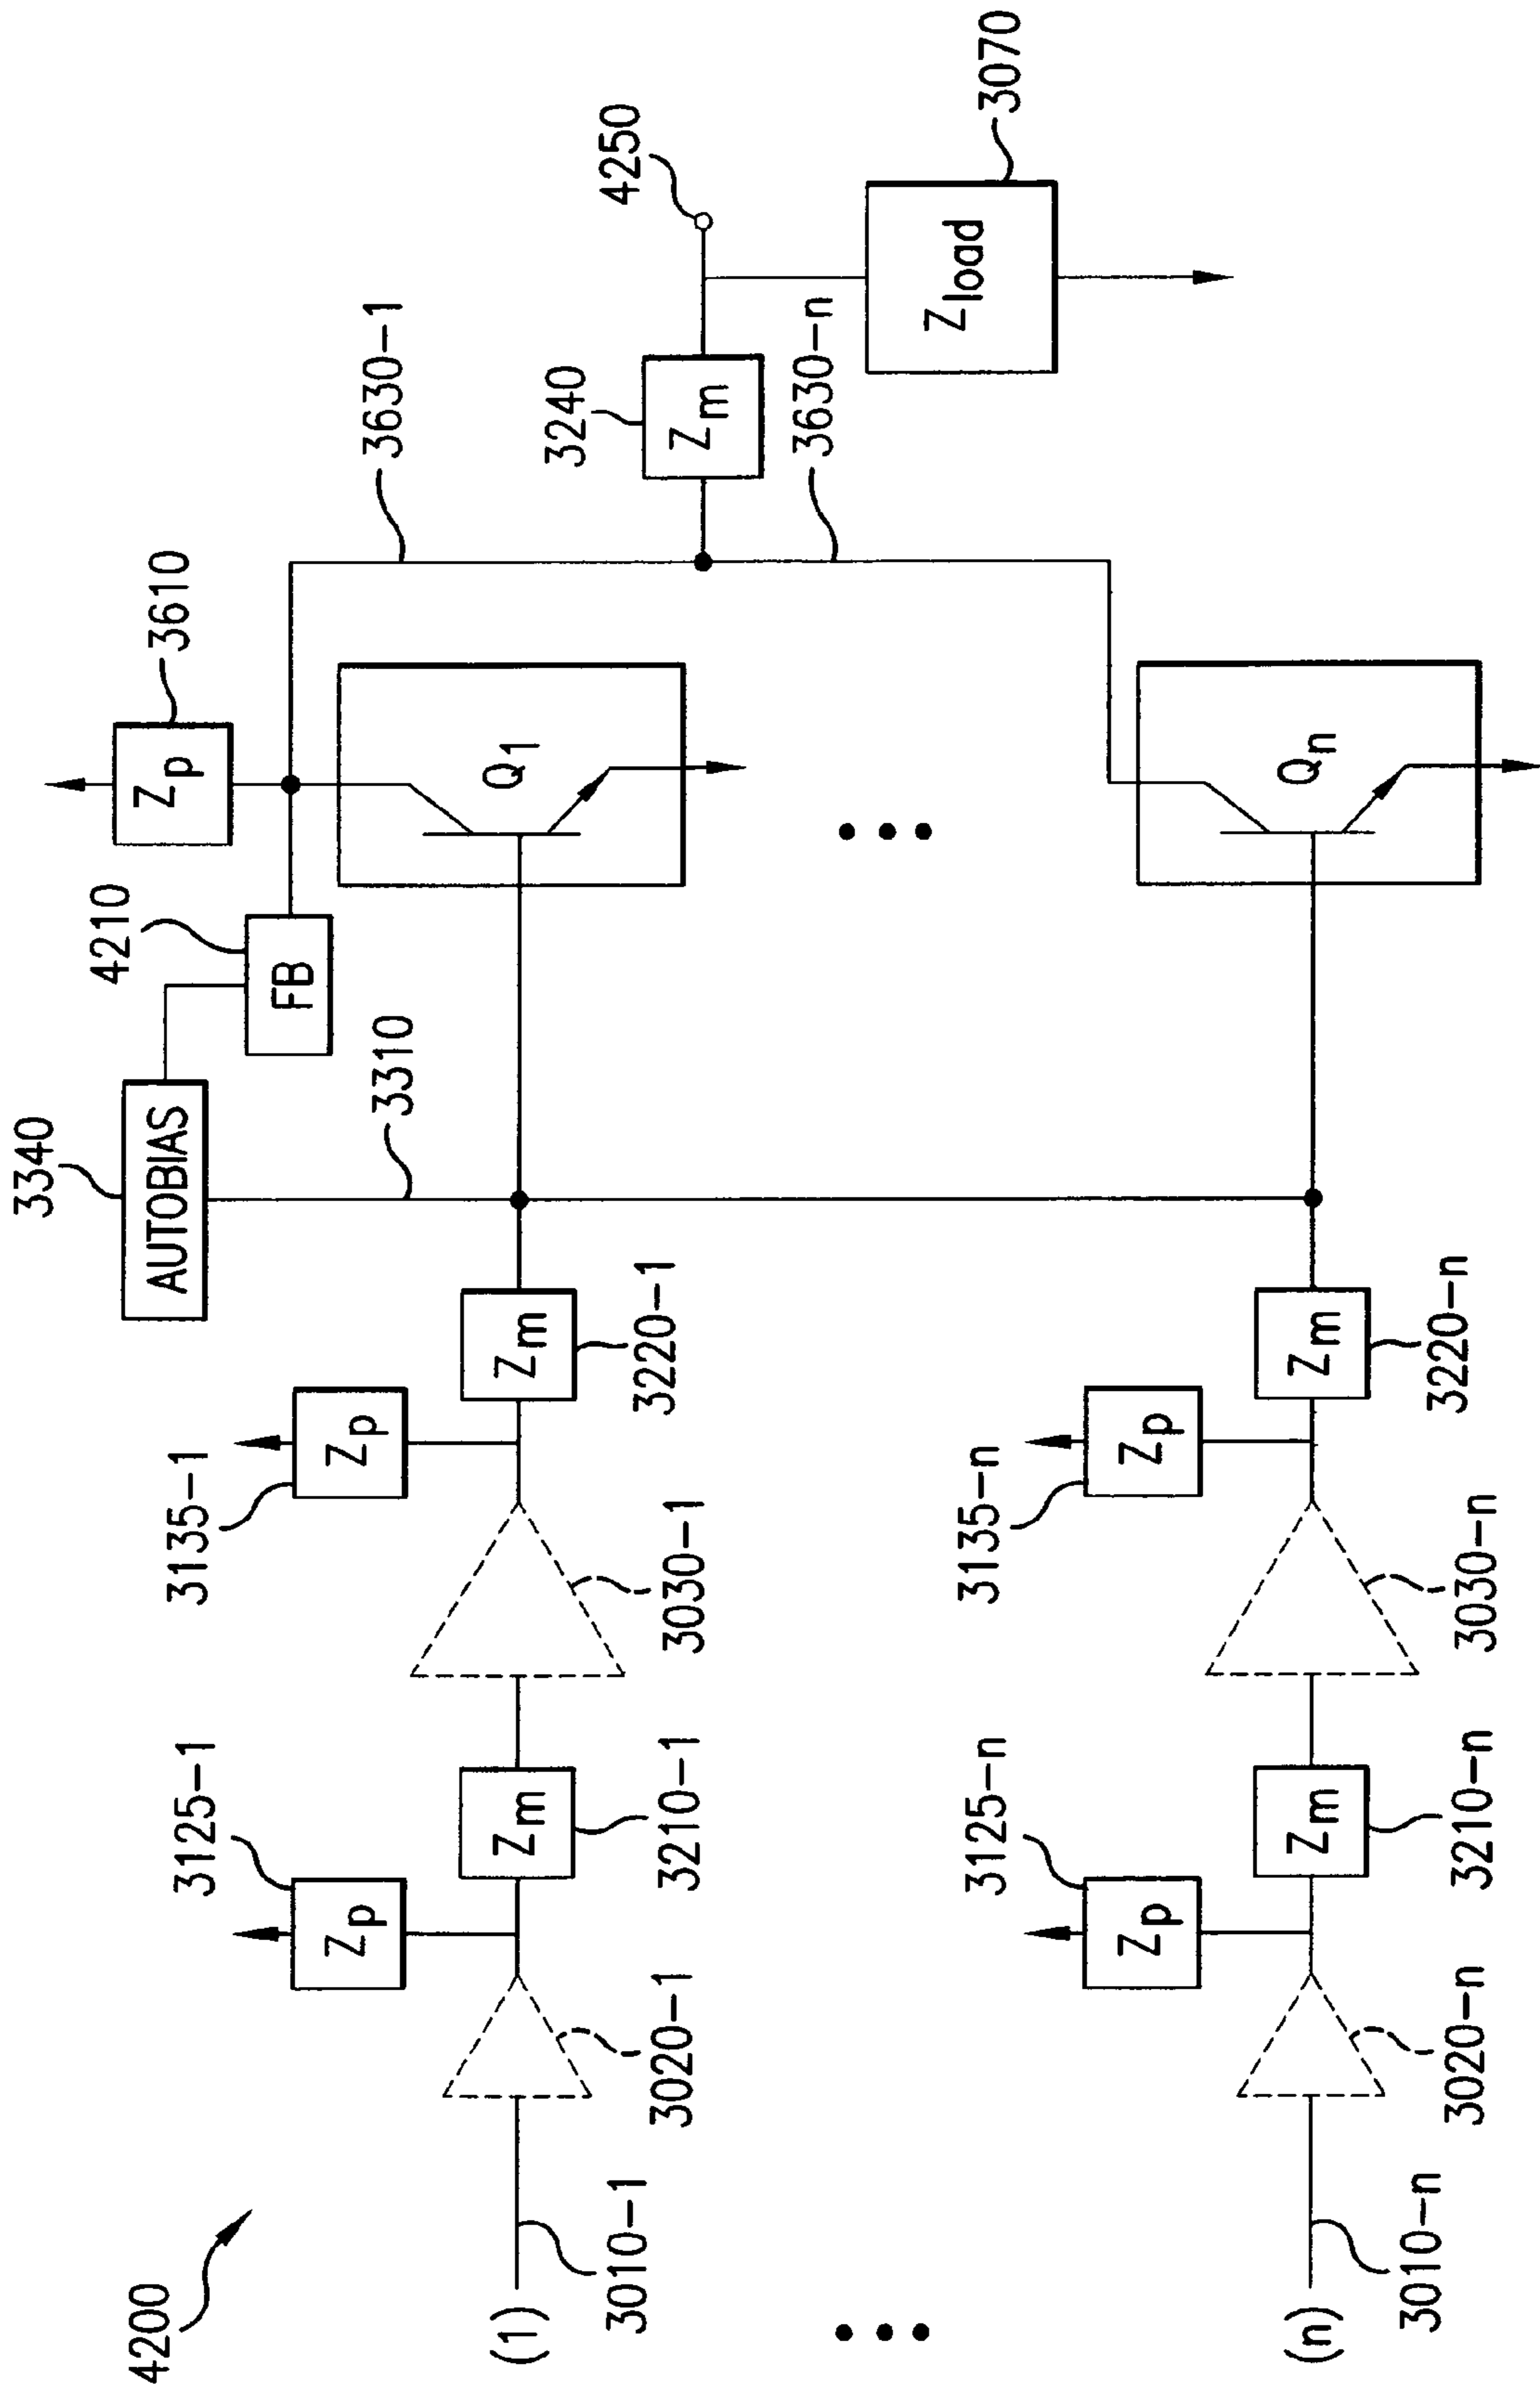 4200
(1)
3010-1
3020-1
3125-1
Zp
Zm
3210-1
3030-1
3135-1
Zp
Zm
3220-1
3340
AUTOBIAS
3310
4210
FB
3610
Zp
Q1
3630-1
3240
Zm
4250
3630-n
Zload
3070
(n)
3010-n
3020-n
3125-n
Zp
Zm
3210-n
3030-n
3135-n
Zp
Zm
3220-n
Qn